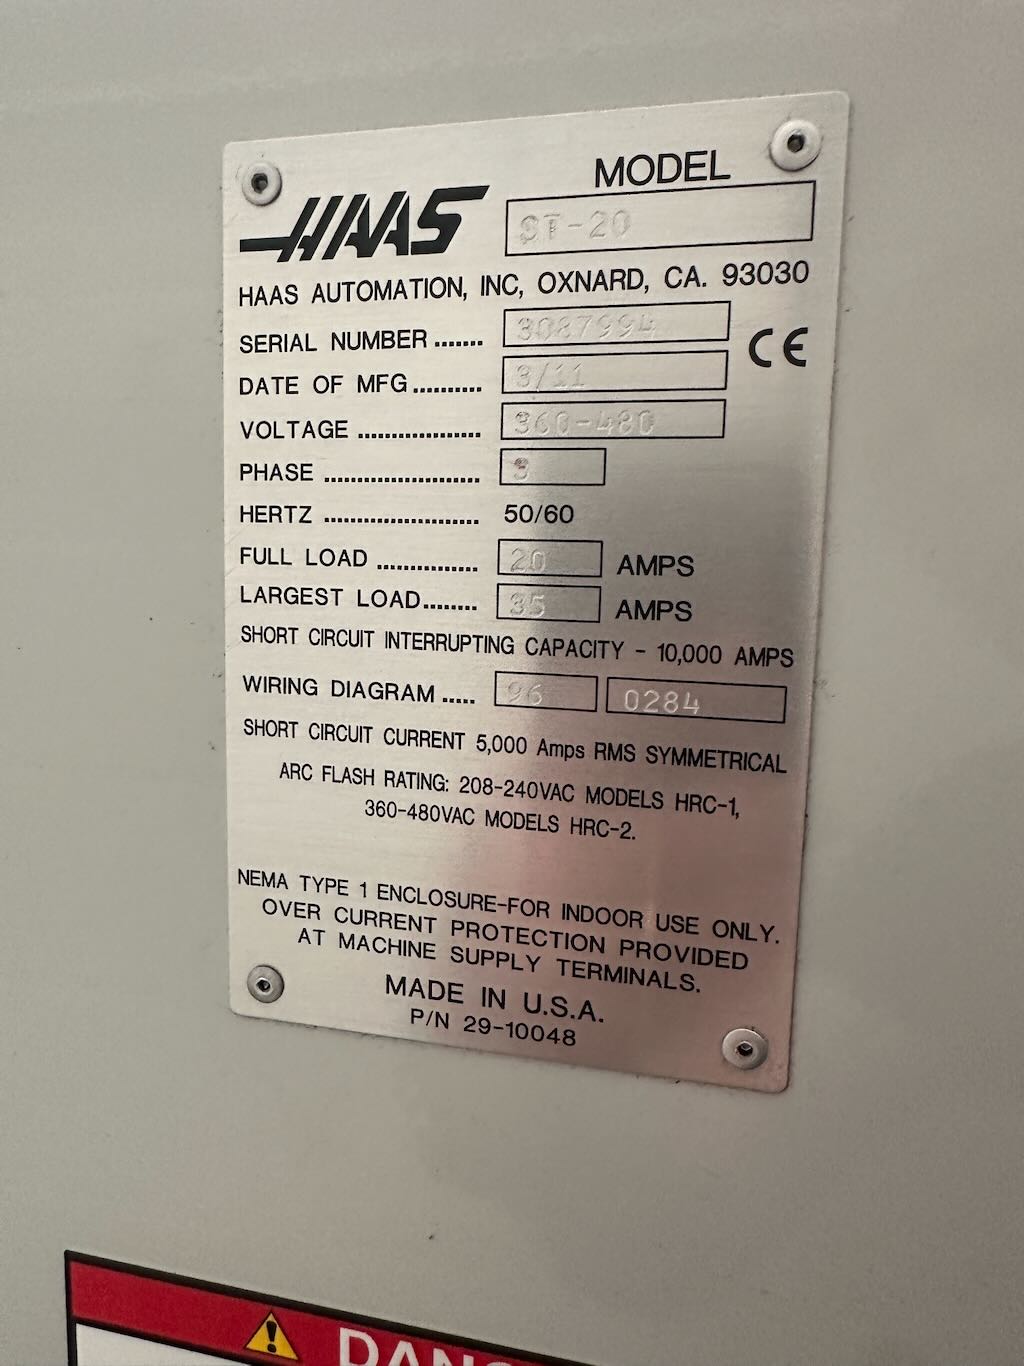 HAAS
MODEL
ST-20
HAAS AUTOMATION, INC, OXNARD, CA. 93030
SERIAL NUMBER ....... 3087994
CE
DATE OF MFG.......... 3/11
VOLTAGE ................... 360-480
PHASE ........................ 3
HERTZ ........................ 50/60
FULL LOAD ............... 20 AMPS
LARGEST LOAD........ 35 AMPS
SHORT CIRCUIT INTERRUPTING CAPACITY - 10,000 AMPS
WIRING DIAGRAM ..... 96 0284
SHORT CIRCUIT CURRENT 5,000 Amps RMS SYMMETRICAL
ARC FLASH RATING: 208-240VAC MODELS HRC-1,
360-480VAC MODELS HRC-2.
NEMA TYPE 1 ENCLOSURE-FOR INDOOR USE ONLY.
OVER CURRENT PROTECTION PROVIDED
AT MACHINE SUPPLY TERMINALS.
MADE IN U.S.A.
P/N 29-10048